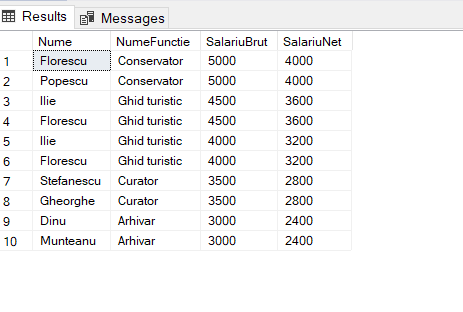 Results Messages
Nume NumeFunctie SalariuBrut SalariuNet
1 Florescu Conservator 5000 4000
2 Popescu Conservator 5000 4000
3 Ilie Ghid turistic 4500 3600
4 Florescu Ghid turistic 4500 3600
5 Ilie Ghid turistic 4000 3200
6 Florescu Ghid turistic 4000 3200
7 Stefanescu Curator 3500 2800
8 Gheorghe Curator 3500 2800
9 Dinu Arhivar 3000 2400
10 Munteanu Arhivar 3000 2400